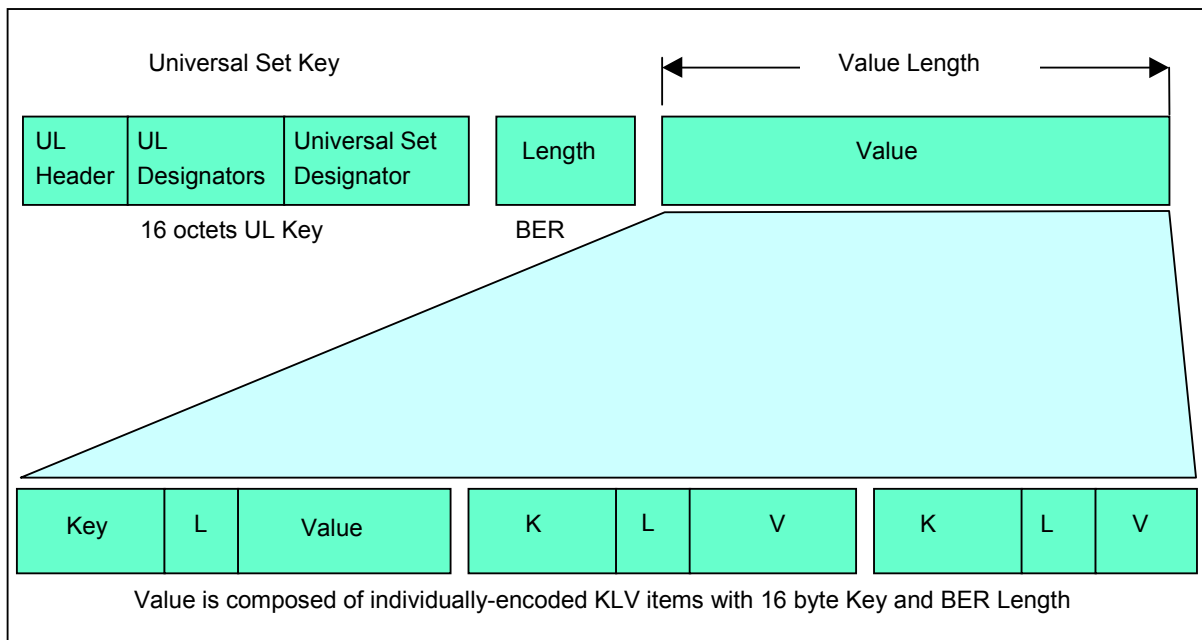 Universal Set Key
Value Length
UL Header
UL Designators
Universal Set Designator
Length
Value
16 octets UL Key
BER
Key
L
Value
K
L
V
K
L
V
Value is composed of individually-encoded KLV items with 16 byte Key and BER Length